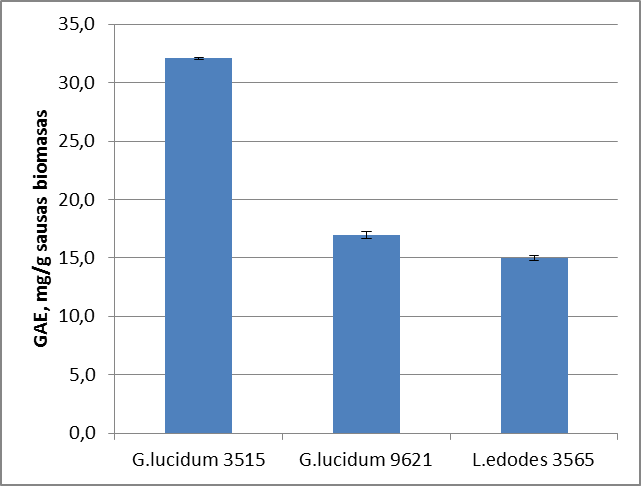 35,0
30,0
25,0
20,0
15,0
10,0
5,0
0,0
GAE, mg/g sausas biomasas
G.lucidum 3515
G.lucidum 9621
L.edodes 3565